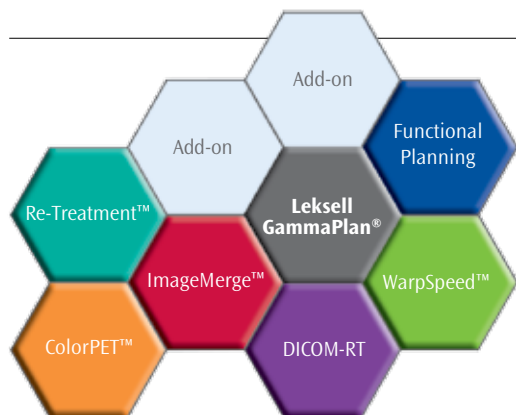 Add-on
Add-on
Functional
Planning
Re-Treatment™
Leksell
GammaPlan®
ImageMerge™
WarpSpeed™
ColorPET™
DICOM-RT